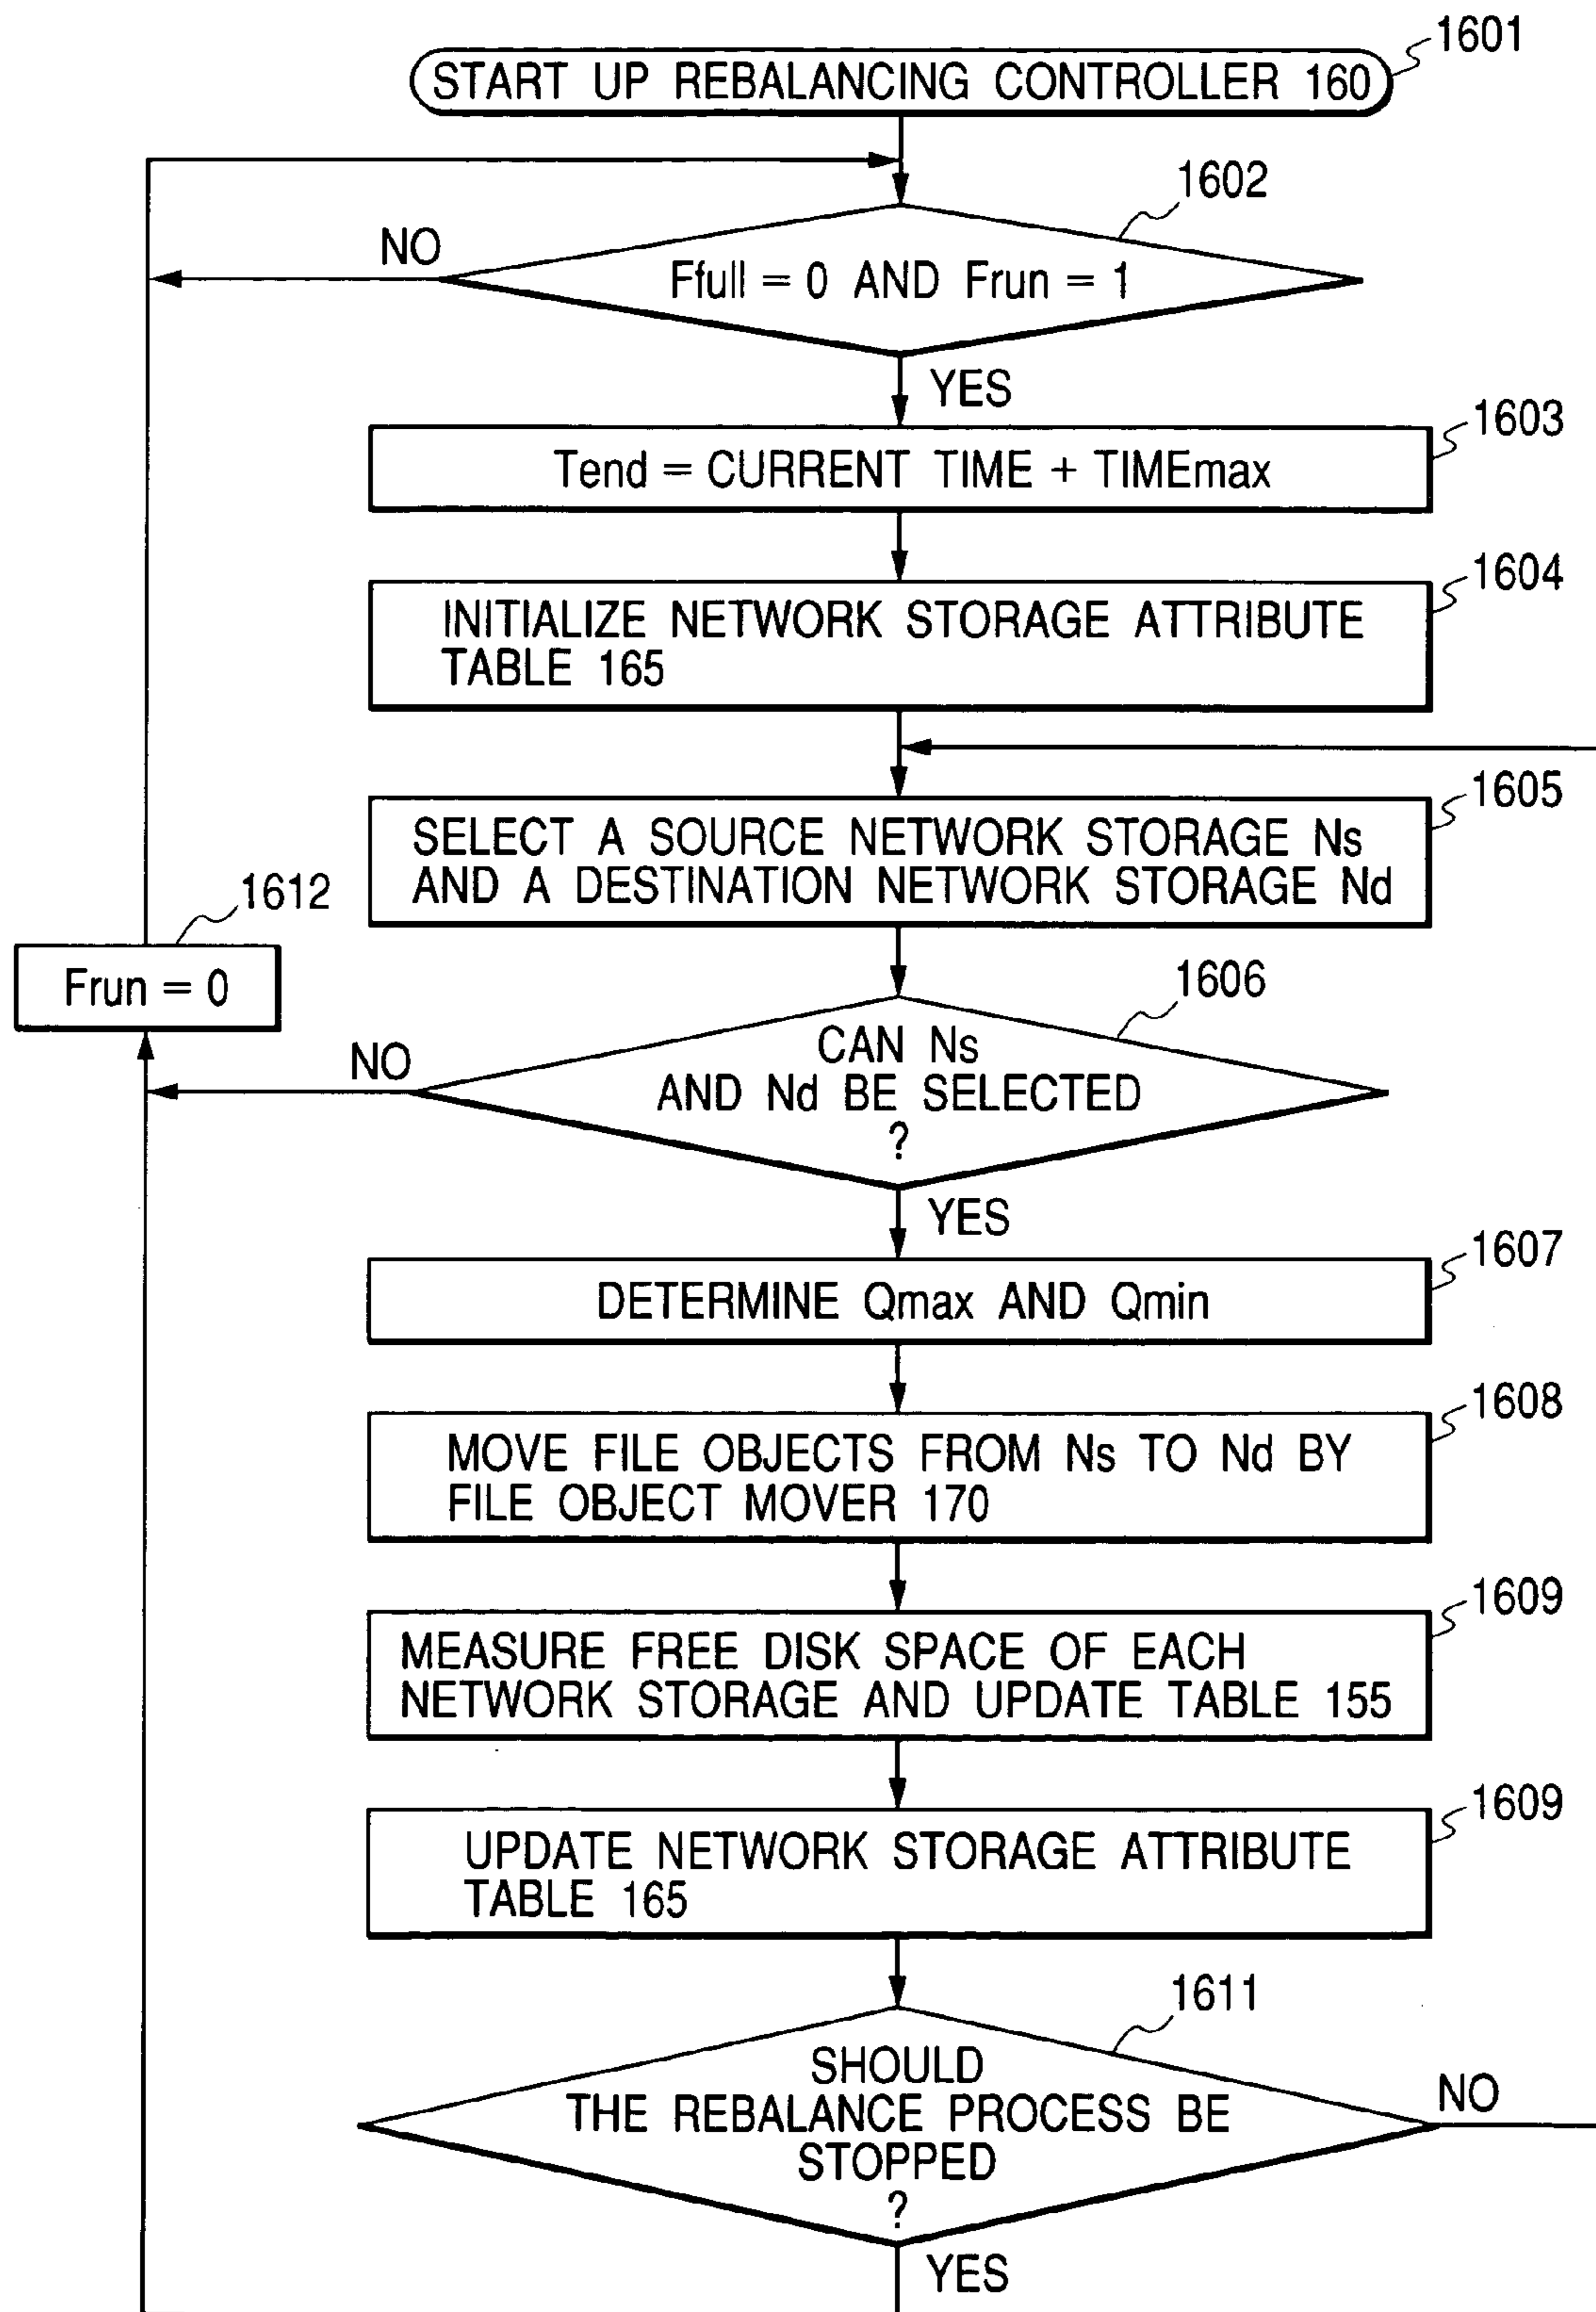 1601
START UP REBALANCING CONTROLLER 160
1602
NO
Ffull = 0 AND Frun = 1
YES
1603
Tend = CURRENT TIME + TIMEmax
1604
INITIALIZE NETWORK STORAGE ATTRIBUTE
TABLE 165
1605
SELECT A SOURCE NETWORK STORAGE Ns
AND A DESTINATION NETWORK STORAGE Nd
1612
Frun = 0
1606
NO
CAN Ns
AND Nd BE SELECTED
?
YES
1607
DETERMINE Qmax AND Qmin
1608
MOVE FILE OBJECTS FROM Ns TO Nd BY
FILE OBJECT MOVER 170
1609
MEASURE FREE DISK SPACE OF EACH
NETWORK STORAGE AND UPDATE TABLE 155
1609
UPDATE NETWORK STORAGE ATTRIBUTE
TABLE 165
1611
SHOULD
THE REBALANCE PROCESS BE
STOPPED
?
NO
YES